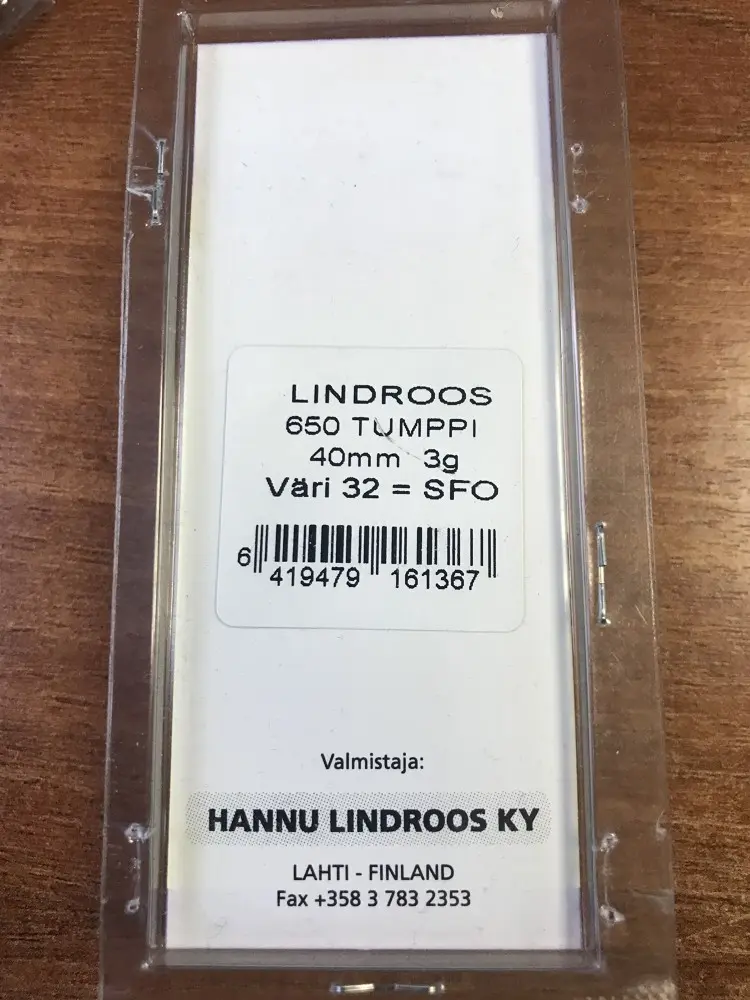 LINDROOS
650 TUMPPI
40mm 3g
Väri 32 = SFO
6 419479 161367
Valmistaja:
HANNU LINDROOS KY
LAHTI - FINLAND
Fax +358 3 783 2353